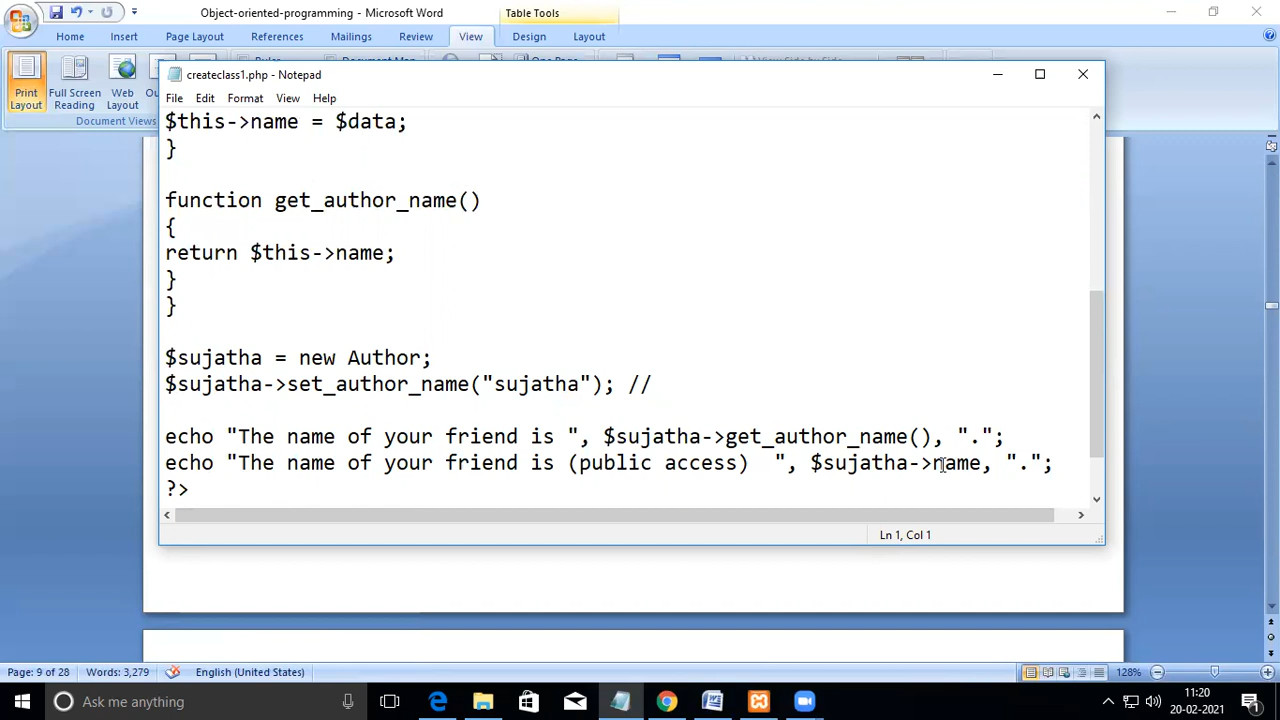 Object-oriented-programming - Microsoft Word
Table Tools
Home Insert Page Layout References Mailings Review View Design Layout
Print Layout
Full Screen Reading
Web Layout
Document Views
createclass1.php - Notepad
File Edit Format View Help
$this->name = $data;
}
function get_author_name()
{
return $this->name;
}
}
$sujatha = new Author;
$sujatha->set_author_name("sujatha"); //
echo "The name of your friend is ", $sujatha->get_author_name(), ".";
echo "The name of your friend is (public access)  ", $sujatha->name, ".";
?>
Ln 1, Col 1
Page: 9 of 28 Words: 3,279 English (United States) 128%
Ask me anything
11:20
20-02-2021